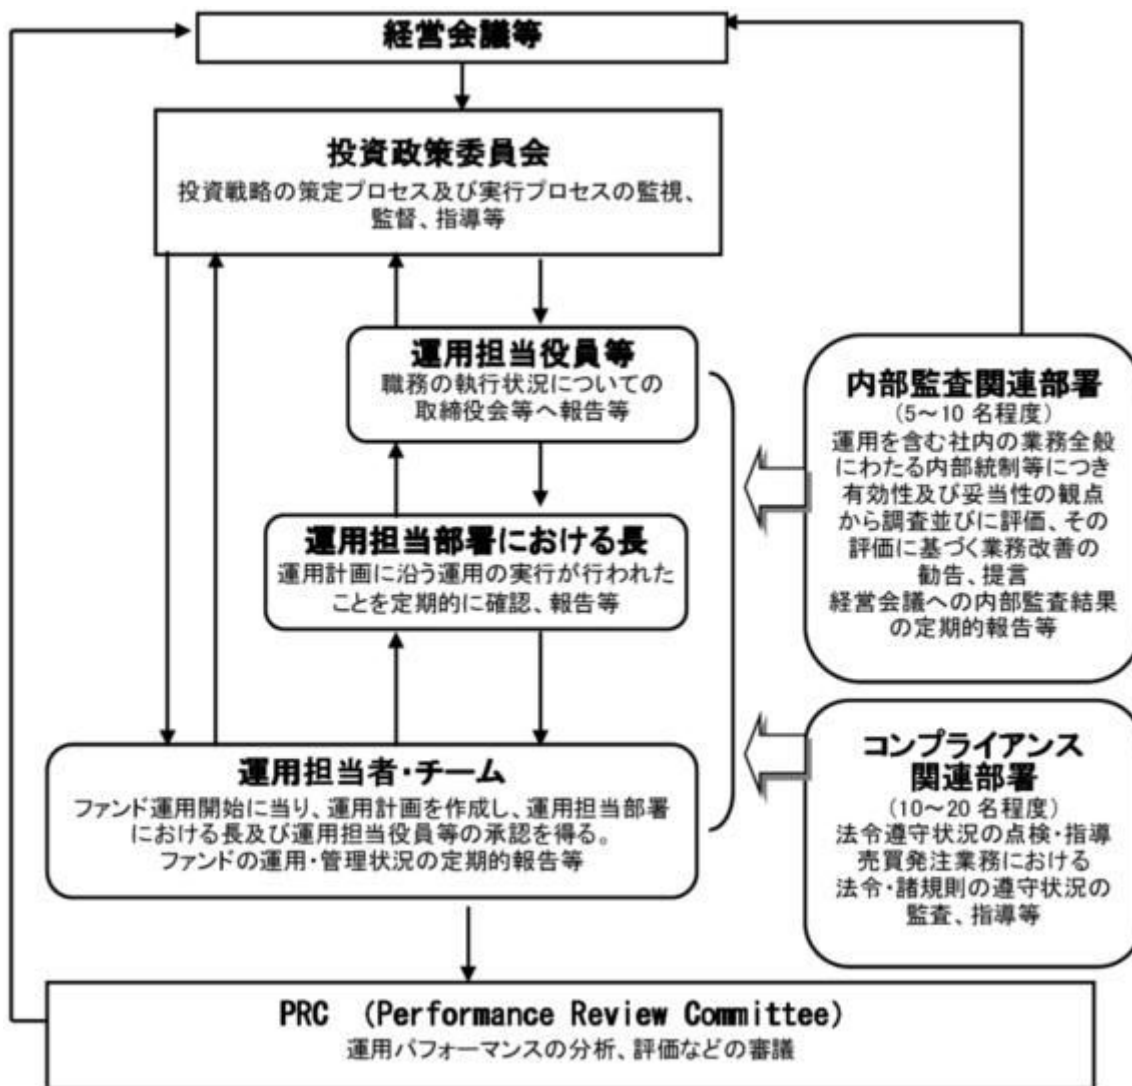 経営会議等
投資政策委員会
投資戦略の策定プロセス及び実行プロセスの監視、
監督、指導等
運用担当役員等
職務の執行状況についての
取締役会等へ報告等
運用担当部署における長
運用計画に沿う運用の実行が行われた
ことを定期的に確認、報告等
運用担当者・チーム
ファンド運用開始に当り、運用計画を作成し、運用担当部署
における長及び運用担当役員等の承認を得る。
ファンドの運用・管理状況の定期的報告等
内部監査関連部署
(5～10 名程度)
運用を含む社内の業務全般
にわたる内部統制等につき
有効性及び妥当性の観点
から調査並びに評価、その
評価に基づく業務改善の
勧告、提言
経営会議への内部監査結果
の定期的報告等
コンプライアンス
関連部署
(10～20 名程度)
法令遵守状況の点検・指導
売買発注業務における
法令・諸規則の遵守状況の
監査、指導等
PRC (Performance Review Committee)
運用パフォーマンスの分析、評価などの審議